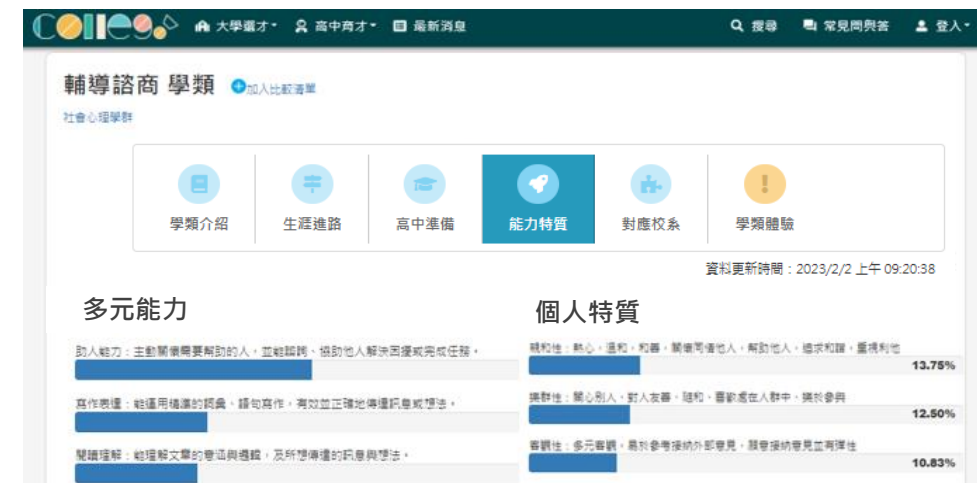 ColleGo 大學選才 高中育才 最新消息 搜尋 常見問與答 登入
輔導諮商 學類 加入比較清單
社會心理學群
學類介紹 生涯進路 高中準備 能力特質 對應校系 學類體驗
資料更新時間：2023/2/2 上午 09:20:38
多元能力
助人能力：主動關懷需要幫助的人，並能諮詢、協助他人解決困擾或完成任務。
寫作表達：能運用精準的詞彙、語句寫作，有效並正確地傳達訊息或想法。
閱讀理解：能理解文章的意涵與邏輯，及所想傳達的訊息與想法。
個人特質
親和性：熱心，溫和，和善，關懷同情他人，幫助他人，追求和諧，重視利他
13.75%
樂群性：關心別人，對人友善，隨和，喜歡處在人群中，樂於參與
12.50%
客觀性：多元客觀，易於參考接納外部意見，願意接納意見並有彈性
10.83%